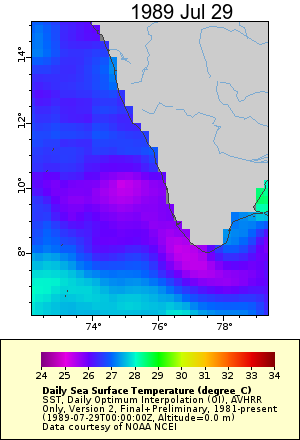 1989 Jul 29
14°
12°
10°
8°
74°
76°
78°
24 25 26 27 28 29 30 31 32 33 34
Daily Sea Surface Temperature (degree_C)
SST, Daily Optimum Interpolation (OI), AVHRR
Only, Version 2, Final+Preliminary, 1981-present
(1989-07-29T00:00:00Z, Altitude=0.0 m)
Data courtesy of NOAA NCEI